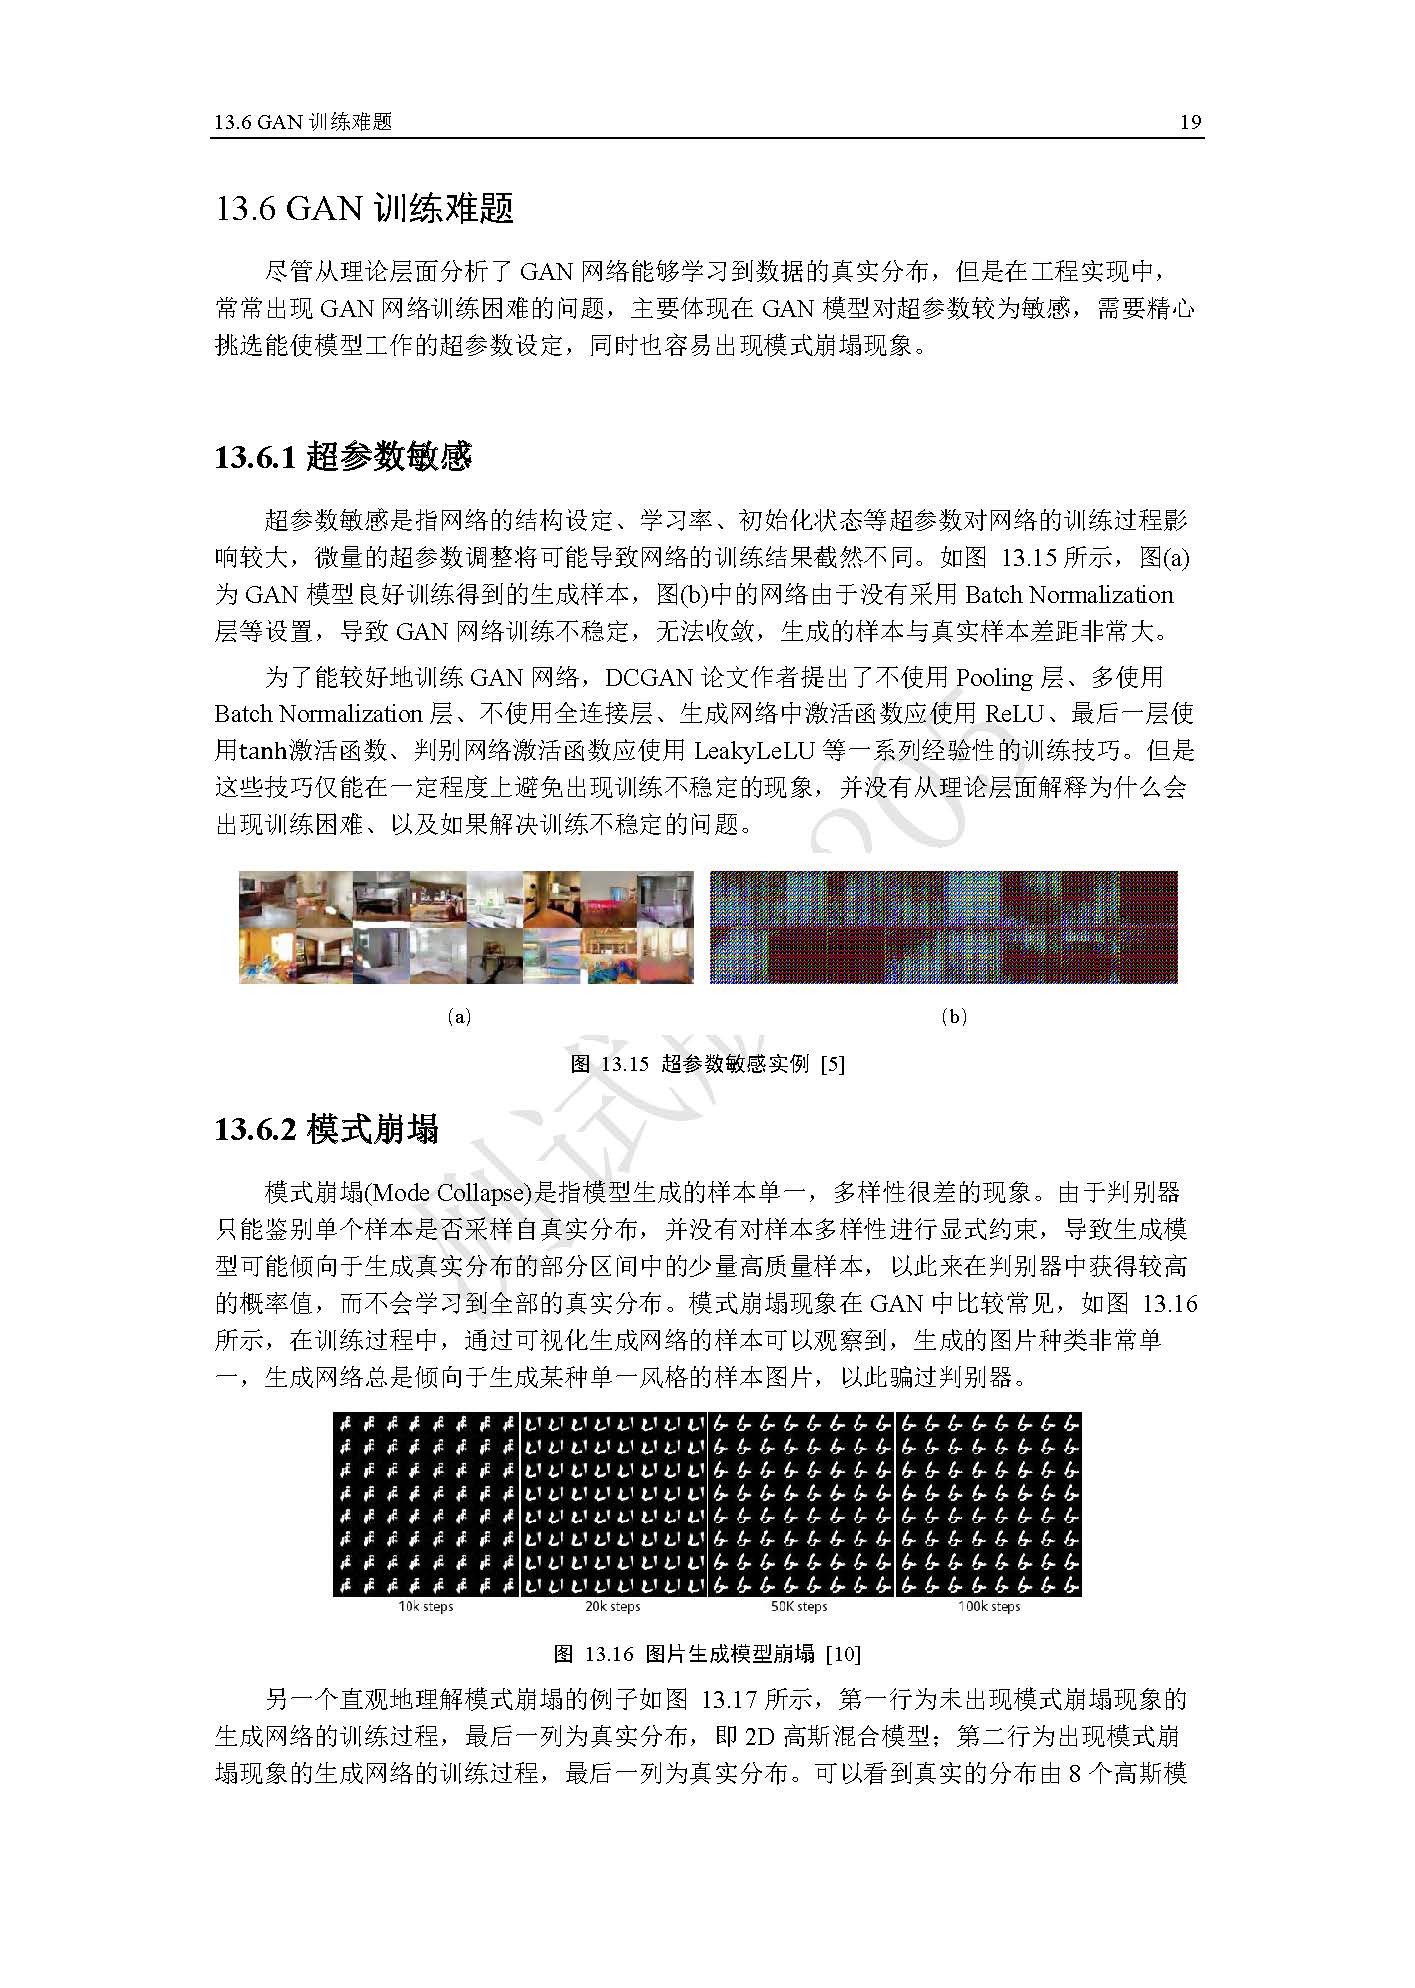 13.6 GAN 训练难题 19
13.6 GAN 训练难题
尽管从理论层面分析了 GAN 网络能够学习到数据的真实分布，但是在工程实现中，
常常出现 GAN 网络训练困难的问题，主要体现在 GAN 模型对超参数较为敏感，需要精心
挑选能使模型工作的超参数设定，同时也容易出现模式崩塌现象。
13.6.1 超参数敏感
超参数敏感是指网络的结构设定、学习率、初始化状态等超参数对网络的训练过程影
响较大，微量的超参数调整将可能导致网络的训练结果截然不同。如图 13.15 所示，图(a)
为 GAN 模型良好训练得到的生成样本，图(b)中的网络由于没有采用 Batch Normalization
层等设置，导致 GAN 网络训练不稳定，无法收敛，生成的样本与真实样本差距非常大。
为了能较好地训练 GAN 网络，DCGAN 论文作者提出了不使用 Pooling 层、多使用
Batch Normalization 层、不使用全连接层、生成网络中激活函数应使用 ReLU、最后一层使
用tanh激活函数、判别网络激活函数应使用 LeakyLeLU 等一系列经验性的训练技巧。但是
这些技巧仅能在一定程度上避免出现训练不稳定的现象，并没有从理论层面解释为什么会
出现训练困难、以及如果解决训练不稳定的问题。
(a) (b)
图 13.15 超参数敏感实例 [5]
13.6.2 模式崩塌
模式崩塌(Mode Collapse)是指模型生成的样本单一，多样性很差的现象。由于判别器
只能鉴别单个样本是否采样自真实分布，并没有对样本多样性进行显式约束，导致生成模
型可能倾向于生成真实分布的部分区间中的少量高质量样本，以此来在判别器中获得较高
的概率值，而不会学习到全部的真实分布。模式崩塌现象在 GAN 中比较常见，如图 13.16
所示，在训练过程中，通过可视化生成网络的样本可以观察到，生成的图片种类非常单
一，生成网络总是倾向于生成某种单一风格的样本图片，以此骗过判别器。
10k steps 20k steps 50K steps 100k steps
图 13.16 图片生成模型崩塌 [10]
另一个直观地理解模式崩塌的例子如图 13.17 所示，第一行为未出现模式崩塌现象的
生成网络的训练过程，最后一列为真实分布，即 2D 高斯混合模型；第二行为出现模式崩
塌现象的生成网络的训练过程，最后一列为真实分布。可以看到真实的分布由 8 个高斯模